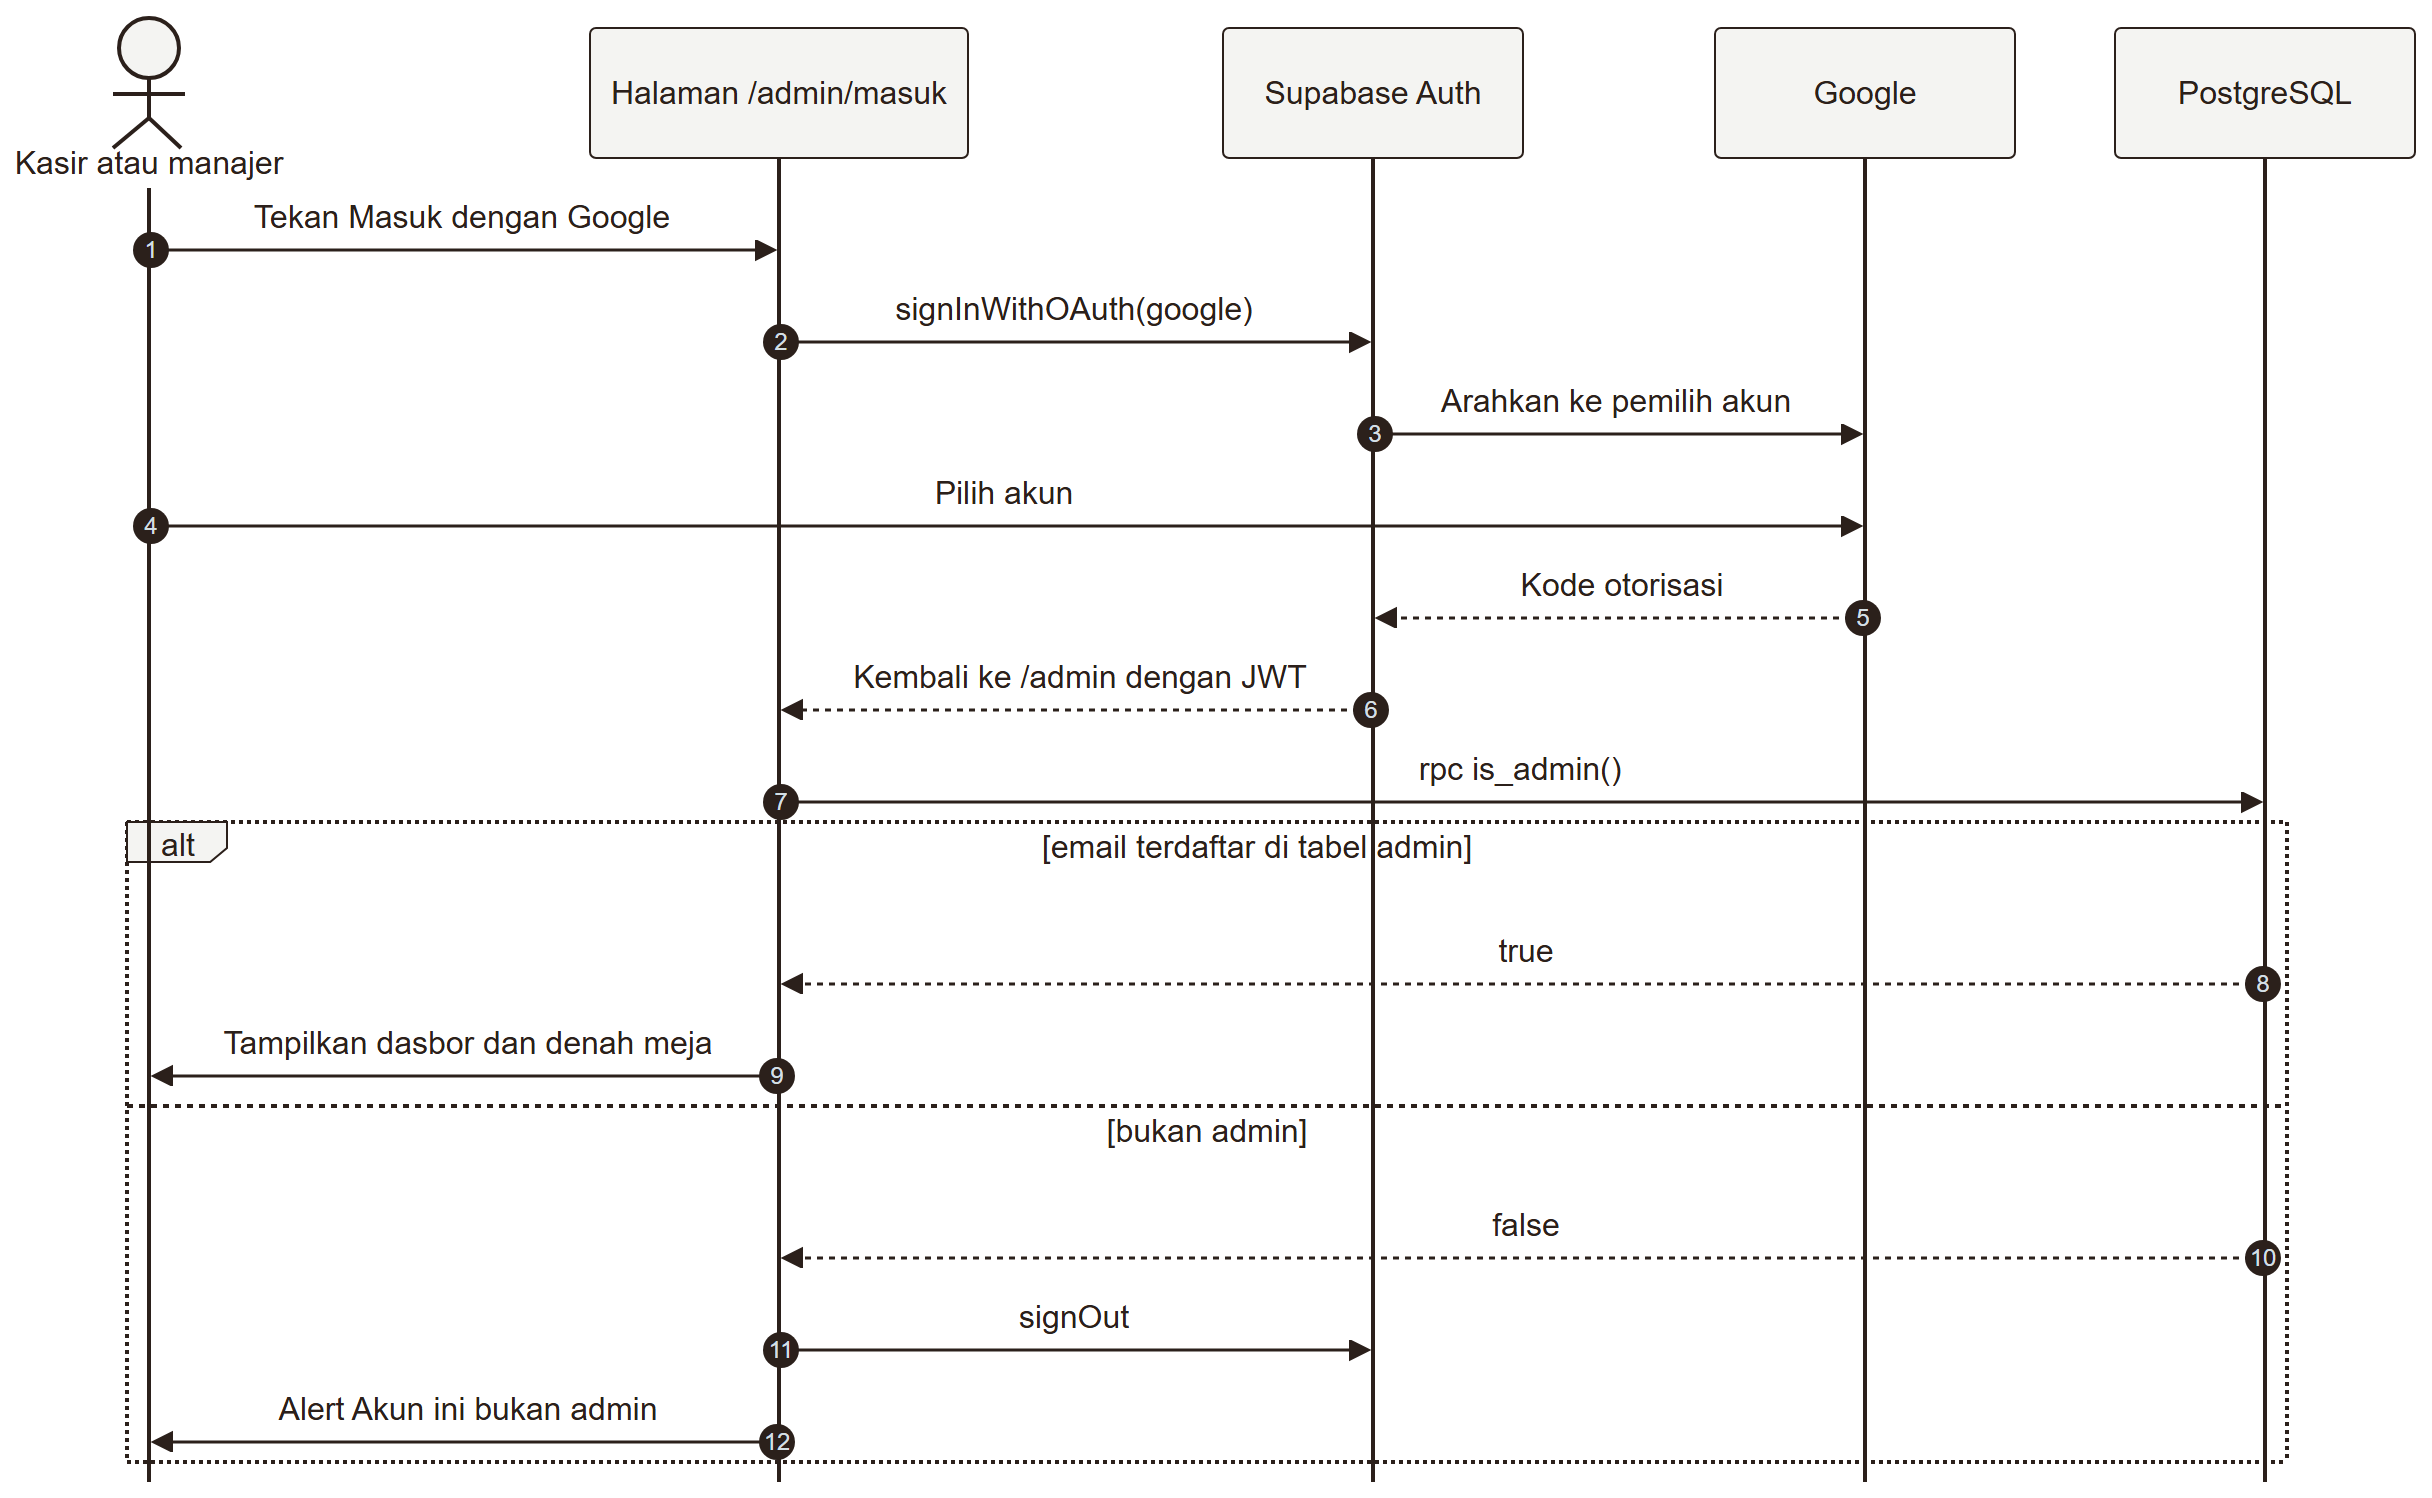 Kasir atau manajer
Halaman /admin/masuk
Supabase Auth
Google
PostgreSQL
Tekan Masuk dengan Google
1
signInWithOAuth(google)
2
Arahkan ke pemilih akun
3
Pilih akun
4
Kode otorisasi
5
Kembali ke /admin dengan JWT
6
rpc is_admin()
7
alt
[email terdaftar di tabel admin]
true
8
Tampilkan dasbor dan denah meja
9
[bukan admin]
false
10
signOut
11
Alert Akun ini bukan admin
12